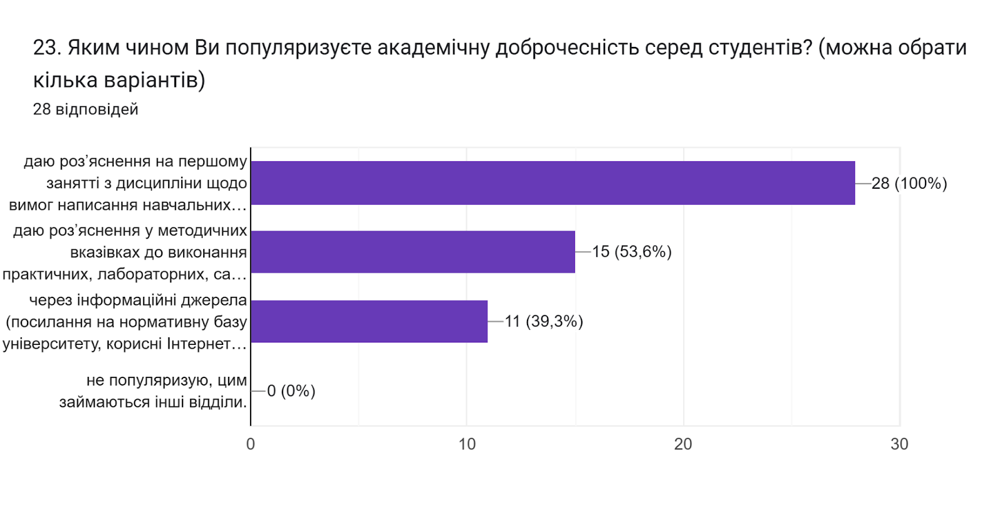 23. Яким чином Ви популяризуєте академічну доброчесність серед студентів? (можна обрати
кілька варіантів)
28 відповідей
даю роз’яснення на першому
занятті з дисципліни щодо
вимог написання навчальних…
28 (100%)
даю роз’яснення у методичних
вказівках до виконання
практичних, лабораторних, са…
15 (53,6%)
через інформаційні джерела
(посилання на нормативну базу
університету, корисні Інтернет…
11 (39,3%)
не популяризую, цим
займаються інші відділи.
0 (0%)
0 10 20 30